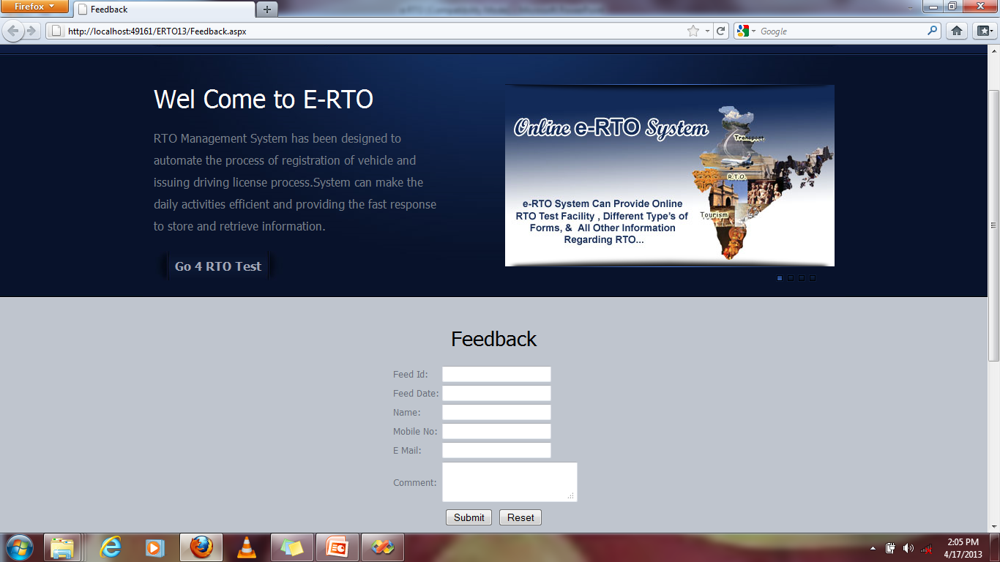 Firefox
Feedback
http://localhost:49161/ERTO13/Feedback.aspx
Google
Wel Come to E-RTO
RTO Management System has been designed to
automate the process of registration of vehicle and
issuing driving license process.System can make the
daily activities efficient and providing the fast response
to store and retrieve information.
Go 4 RTO Test
Online e-RTO System
Transport
R.T.O.
Tourism
e-RTO System Can Provide Online
RTO Test Facility , Different Type's of
Forms, & All Other Information
Regarding RTO...
Feedback
Feed Id:
Feed Date:
Name:
Mobile No:
E Mail:
Comment:
Submit Reset
2:05 PM
4/17/2013